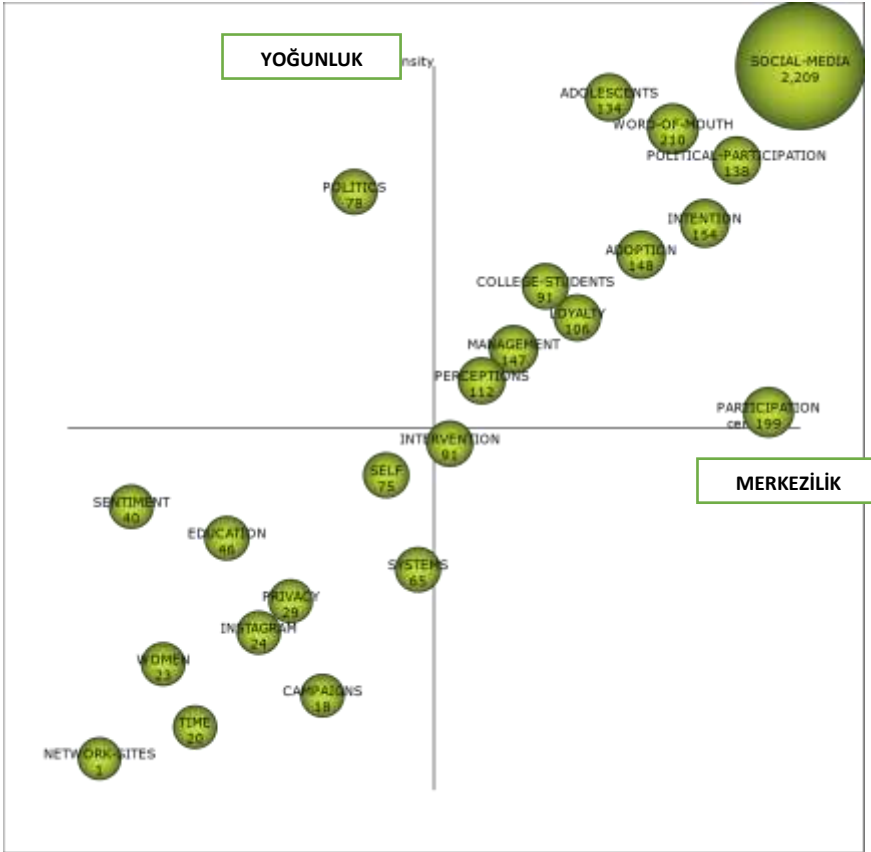 YOĞUNLUK
nsity
SOCIAL-MEDIA
2,209
ADOLESCENTS
134
WORD-OF-MOUTH
210
POLITICAL-PARTICIPATION
138
POLITICS
78
INTENTION
154
ADOPTION
148
COLLEGE-STUDENTS
91
LOYALTY
106
MANAGEMENT
147
PERCEPTIONS
112
PARTICIPATION
cer
199
INTERVENTION
91
SELF
75
MERKEZİLİK
SENTIMENT
40
EDUCATION
46
SYSTEMS
65
PRIVACY
29
INSTAGRAM
24
WOMEN
23
CAMPAIGNS
18
TIME
20
NETWORK-SITES
1